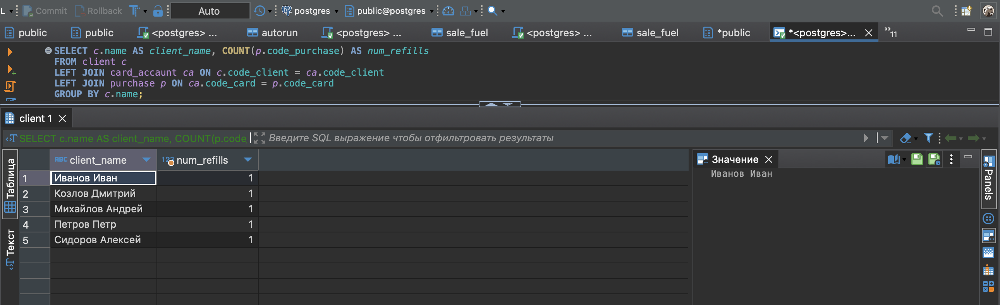 L
Commit
Rollback
Auto
postgres
public@postgres
public
public
<postgres> ...
autorun
<postgres> ...
sale_fuel
<postgres> ...
sale_fuel
*public
*<postgres>...
»11
SELECT c.name AS client_name, COUNT(p.code_purchase) AS num_refills
FROM client c
LEFT JOIN card_accaunt ca ON c.code_client = ca.code_client
LEFT JOIN purchase p ON ca.code_card = p.code_card
GROUP BY c.name;
client 1
SELECT c.name AS client_name, COUNT(p.code_
Введите SQL выражение чтобы отфильтровать результаты
Таблица
Текст
ABC client_name
123 num_refills
1 Иванов Иван 1
2 Козлов Дмитрий 1
3 Михайлов Андрей 1
4 Петров Петр 1
5 Сидоров Алексей 1
Значение
Иванов Иван
Panels